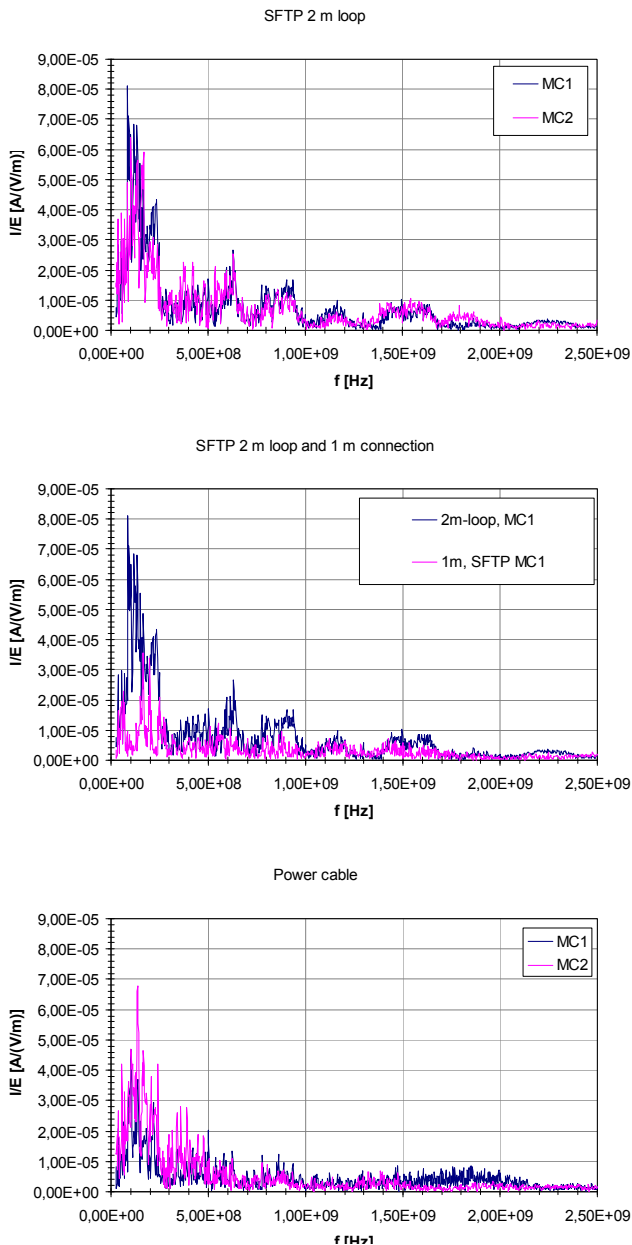 SFTP 2 m loop
9,00E-05
8,00E-05
7,00E-05
6,00E-05
5,00E-05
4,00E-05
3,00E-05
2,00E-05
1,00E-05
0,00E+00
I/E [A/(V/m)]
MC1
MC2
0,00E+00 5,00E+08 1,00E+09 1,50E+09 2,00E+09 2,50E+09
f [Hz]
SFTP 2 m loop and 1 m connection
9,00E-05
8,00E-05
7,00E-05
6,00E-05
5,00E-05
4,00E-05
3,00E-05
2,00E-05
1,00E-05
0,00E+00
I/E [A/(V/m)]
2m-loop, MC1
1m, SFTP MC1
0,00E+00 5,00E+08 1,00E+09 1,50E+09 2,00E+09 2,50E+09
f [Hz]
Power cable
9,00E-05
8,00E-05
7,00E-05
6,00E-05
5,00E-05
4,00E-05
3,00E-05
2,00E-05
1,00E-05
0,00E+00
I/E [A/(V/m)]
MC1
MC2
0,00E+00 5,00E+08 1,00E+09 1,50E+09 2,00E+09 2,50E+09
f [Hz]